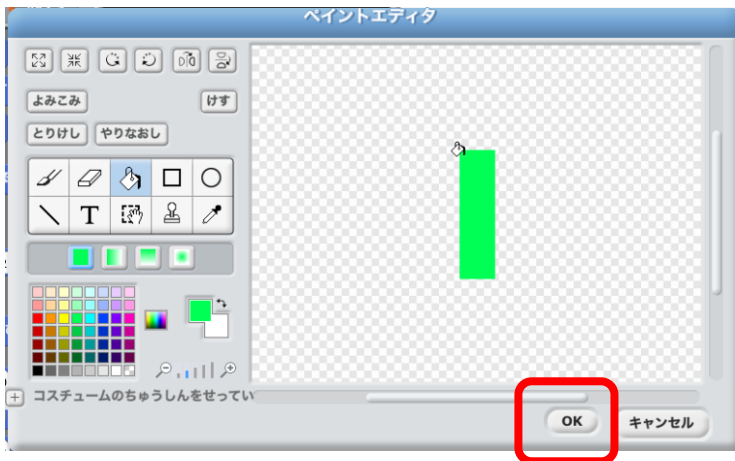 ペイントエディタ
よみこみ
けす
とりけし
やりなおし
T
コスチュームのちゅうしんをせってい
OK
キャンセル